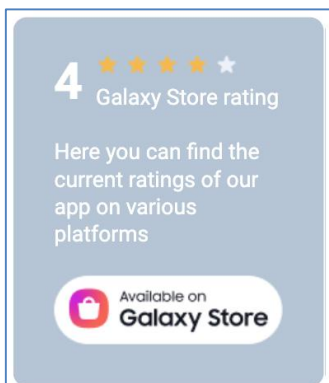 4
Galaxy Store rating
Here you can find the
current ratings of our
app on various
platforms
Available on
Galaxy Store